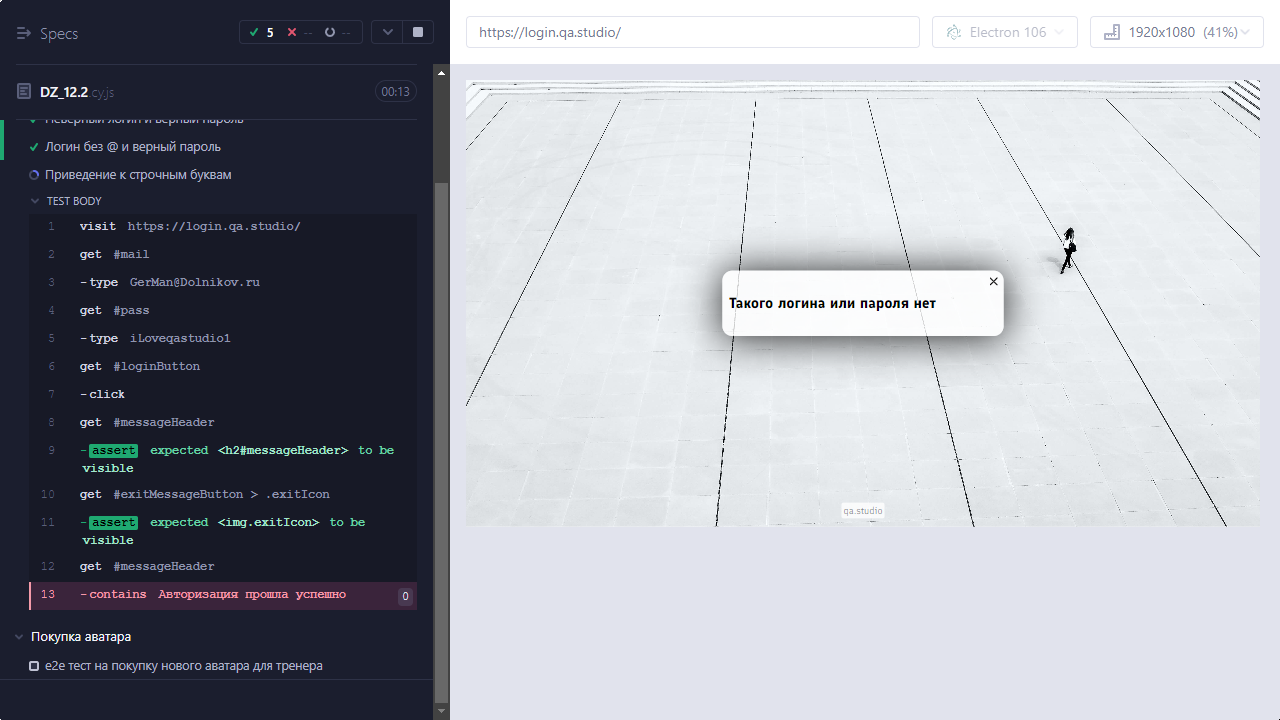 Specs
5
--
--
DZ_12.2.cy.js
00:13
Неверный логин и верный пароль
Логин без @ и верный пароль
Приведение к строчным буквам
TEST BODY
1 visit https://login.qa.studio/
2 get #mail
3 -type GerMan@Dolnikov.ru
4 get #pass
5 -type iLoveqastudio1
6 get #loginButton
7 -click
8 get #messageHeader
9 -assert expected <h2#messageHeader> to be
visible
10 get #exitMessageButton > .exitIcon
11 -assert expected <img.exitIcon> to be
visible
12 get #messageHeader
13 -contains Авторизация прошла успешно 0
Покупка аватара
e2e тест на покупку нового аватара для тренера
https://login.qa.studio/
Electron 106
1920x1080 (41%)
Такого логина или пароля нет
qa.studio